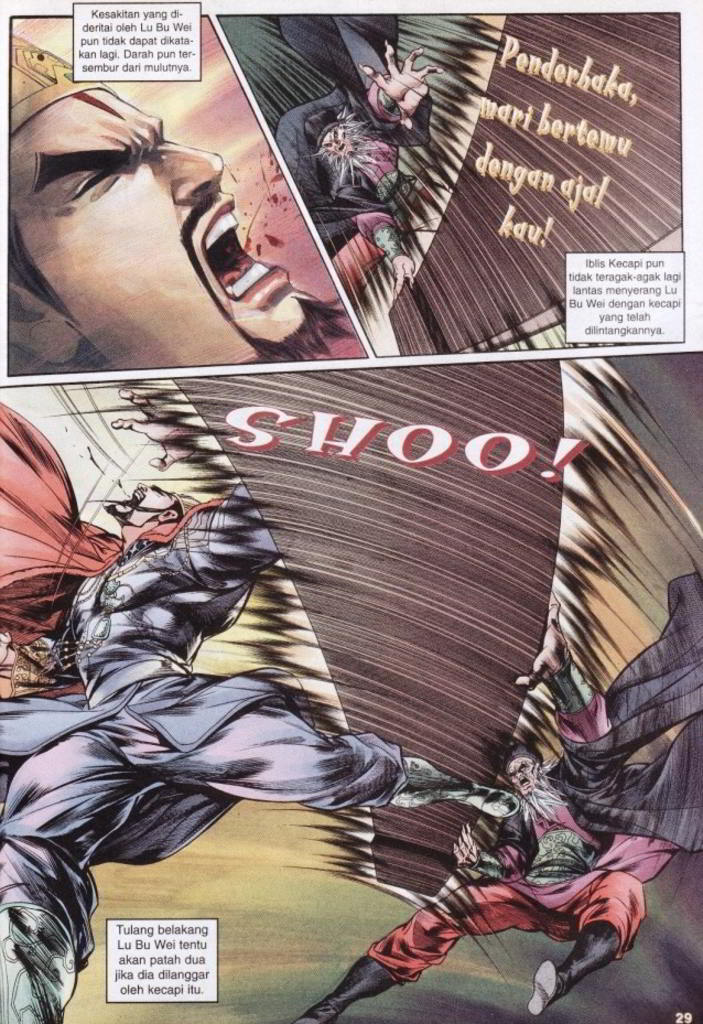 Kesakitan yang di-
deritai oleh Lu Bu Wei
pun tidak dapat dikata-
kan lagi. Darah pun ter-
sembur dari mulutnya.
Penderhaka,
mari bertemu
dengan ajal
kau!
Iblis Kecapi pun
tidak teragak-agak lagi
lantas menyerang Lu
Bu Wei dengan kecapi
yang telah
dilintangkannya.
SHOO!
Tulang belakang
Lu Bu Wei tentu
akan patah dua
jika dia dilanggar
oleh kecapi itu.
29